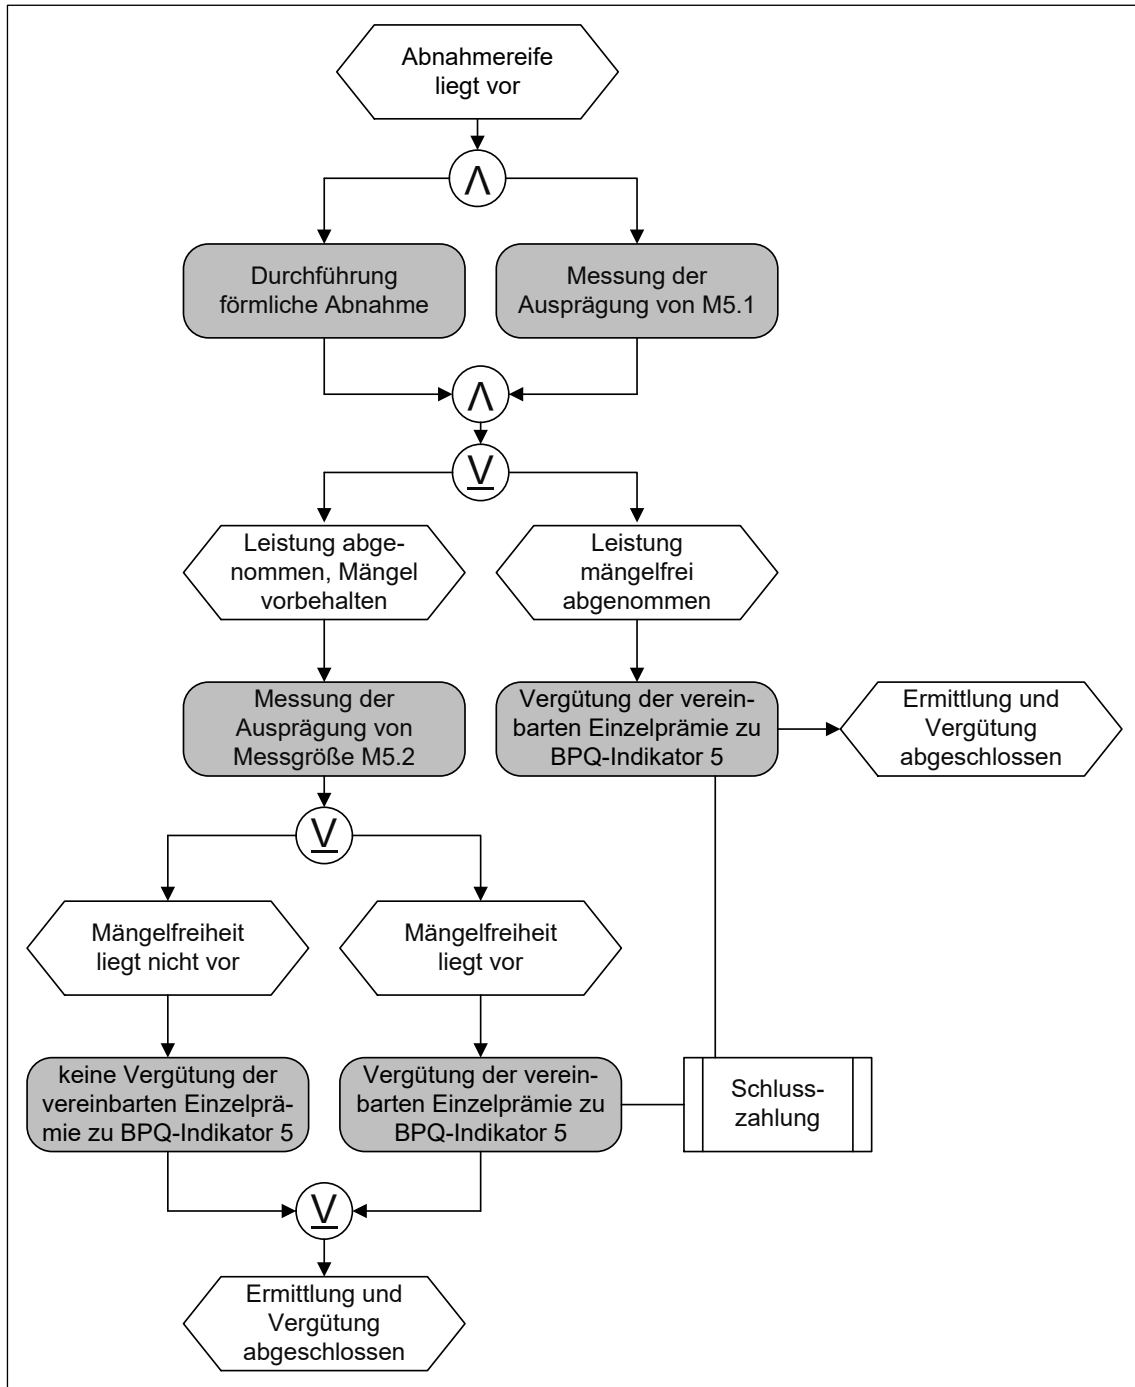 Abnahmereife
liegt vor
Λ
Durchführung
förmliche Abnahme
Messung der
Ausprägung von M5.1
Λ
V
Leistung abge-
nommen, Mängel
vorbehalten
Leistung
mängelfrei
abgenommen
Messung der
Ausprägung von
Messgröße M5.2
Vergütung der verein-
barten Einzelprämie zu
BPQ-Indikator 5
Ermittlung und
Vergütung
abgeschlossen
V
Mängelfreiheit
liegt nicht vor
Mängelfreiheit
liegt vor
keine Vergütung der
vereinbarten Einzelprä-
mie zu BPQ-Indikator 5
Vergütung der verein-
barten Einzelprämie zu
BPQ-Indikator 5
Schluss-
zahlung
V
Ermittlung und
Vergütung
abgeschlossen